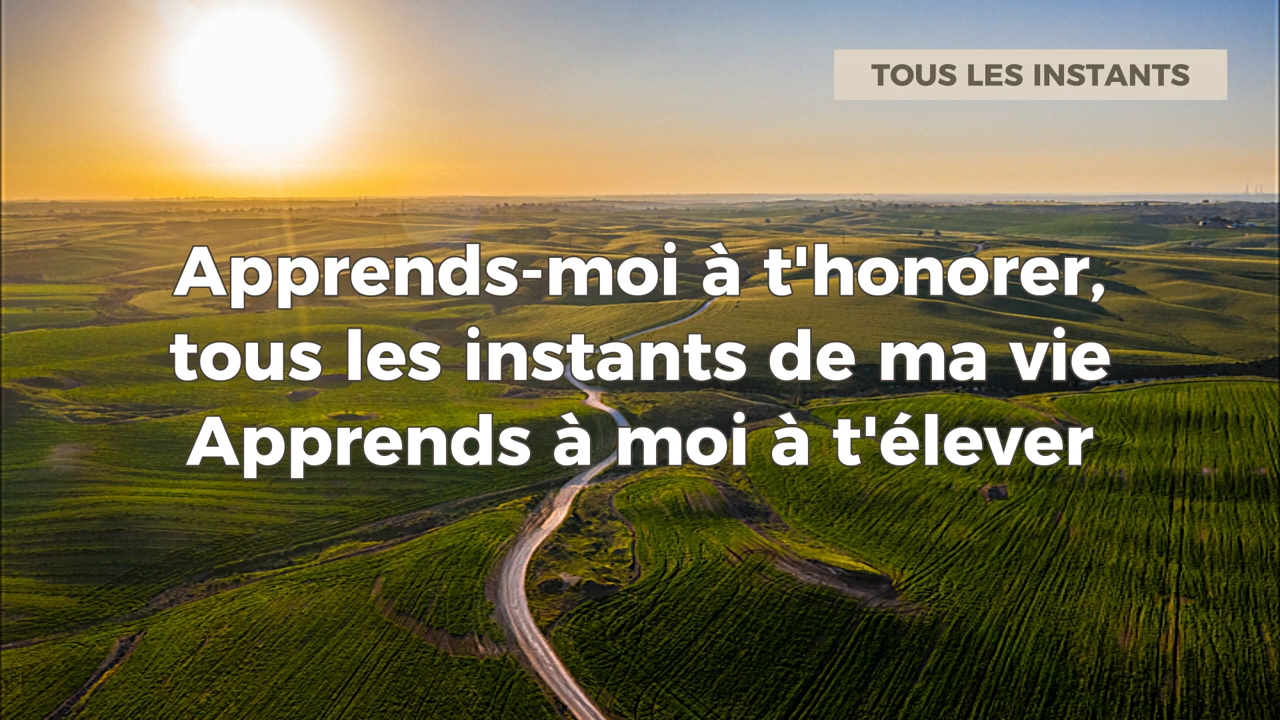 TOUS LES INSTANTS
Apprends-moi à t'honorer,
tous les instants de ma vie
Apprends à moi à t'élever